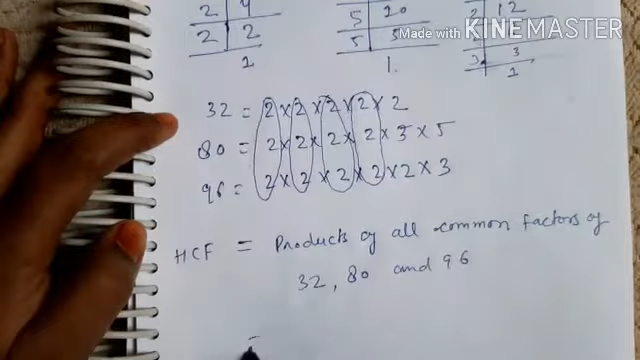 2 4
2 2
1
5 20
5 5
1.
2 12
3 3
1
Made with KINEMASTER
32 = 2 × 2 × 2 × 2 × 2
80 = 2 × 2 × 2 × 2 × 5 × 5
96 = 2 × 2 × 2 × 2 × 2 × 3
HCF = Products of all common factors of
32, 80 and 96
=